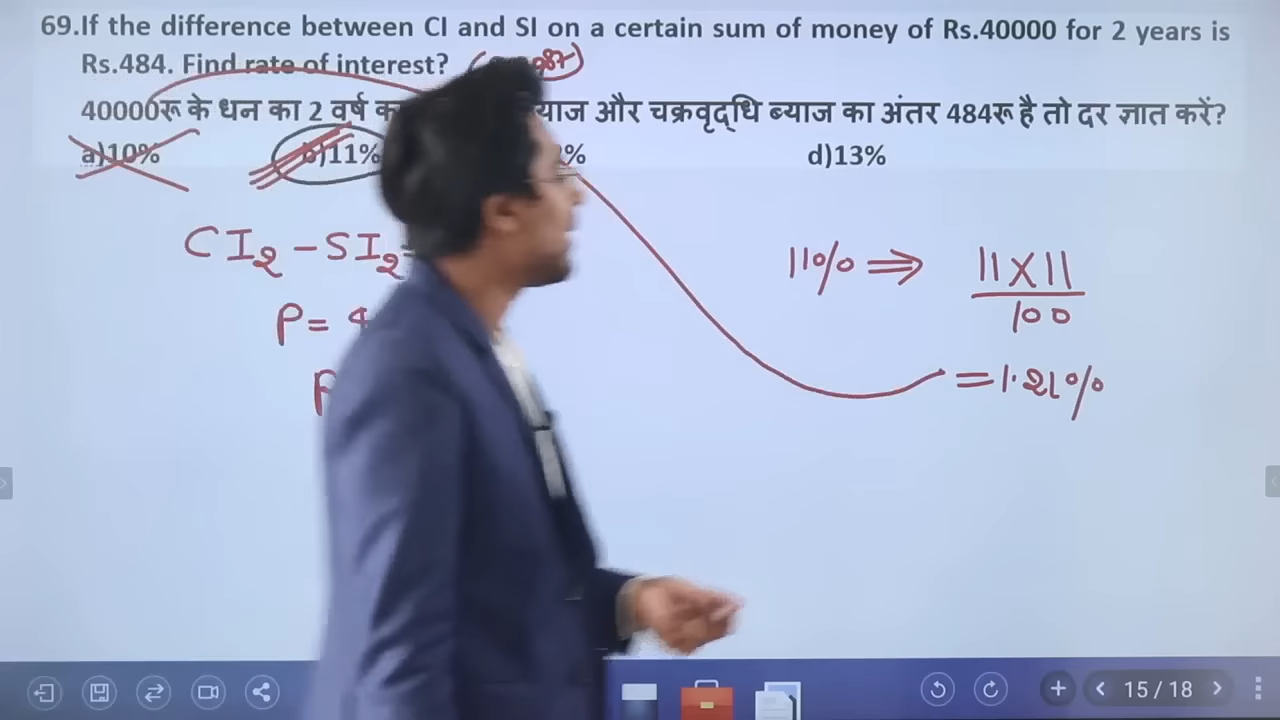 69.If the difference between CI and SI on a certain sum of money of Rs.40000 for 2 years is
Rs.484. Find rate of interest?
40000रू के धन का 2 वर्ष का और चक्रवृद्धि ब्याज का अंतर 484रू है तो दर ज्ञात करें?
a)10% b)11% % d)13%
CI₂ - SI₂
P= 4
11% ⇒ 11X11
100
= 1.21%
15 / 18